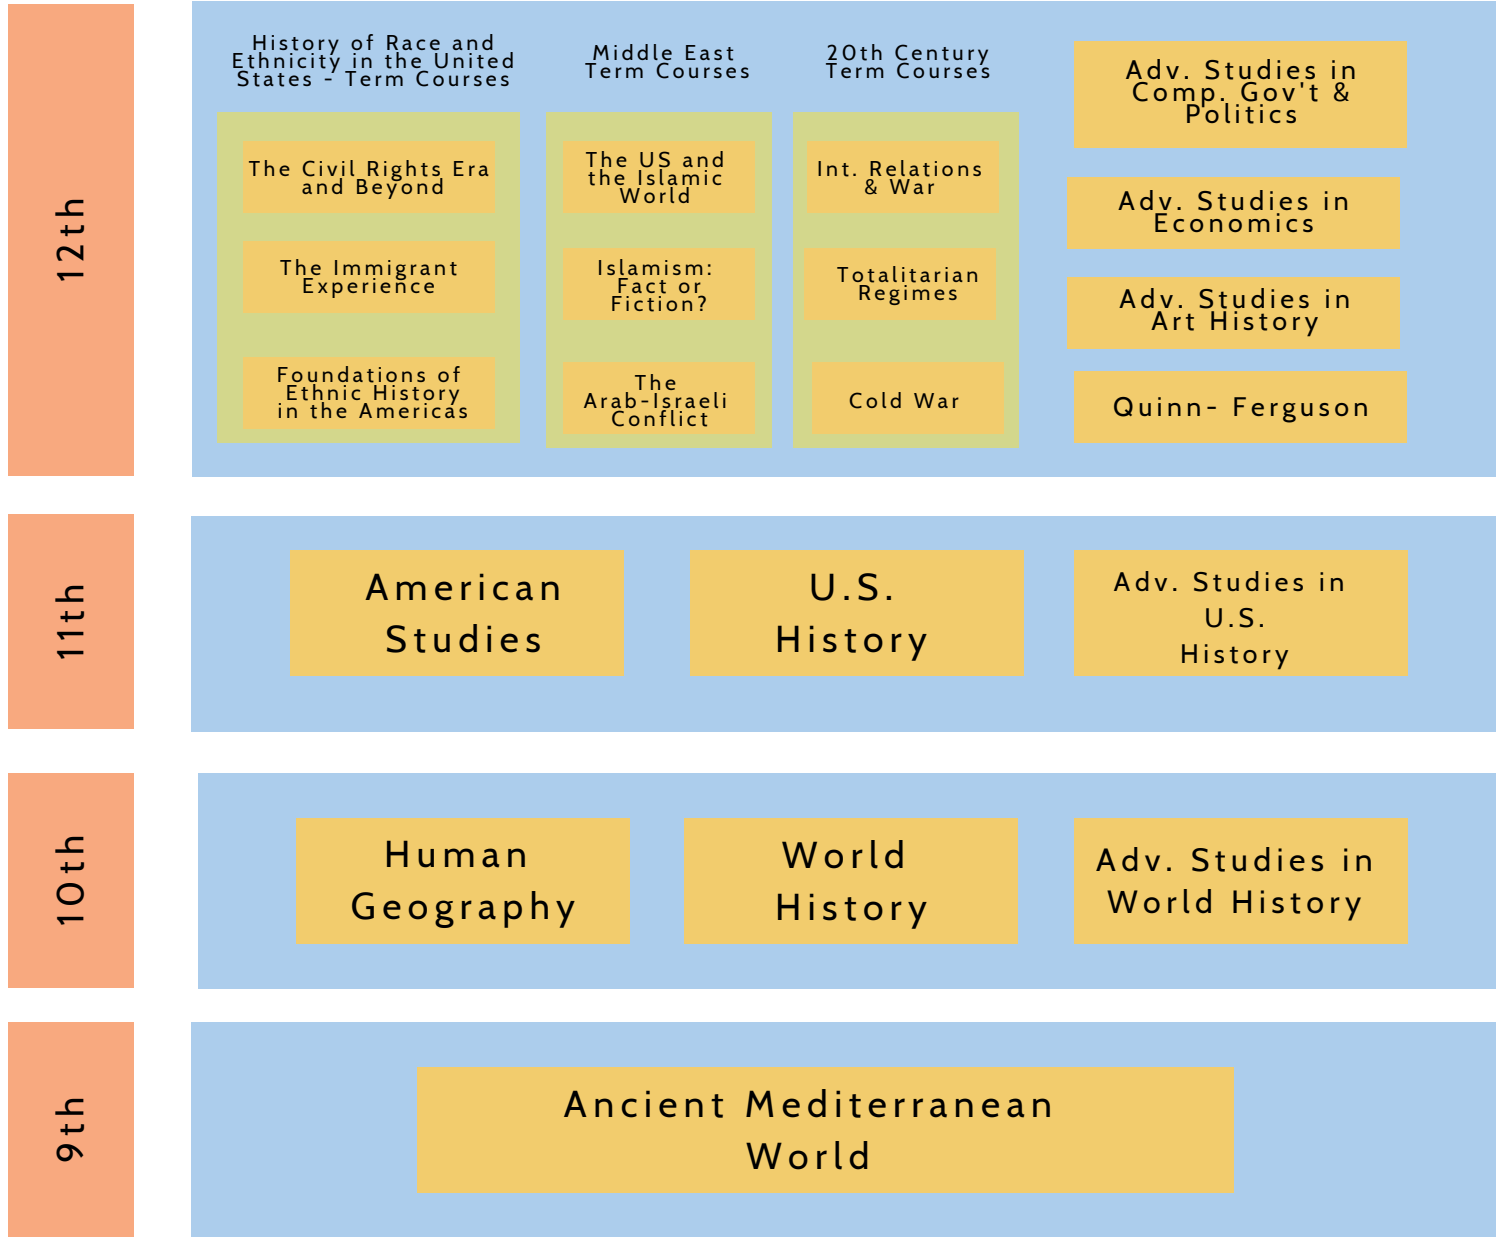 12th
History of Race and
Ethnicity in the United
States - Term Courses
The Civil Rights Era
and Beyond
The Immigrant
Experience
Foundations of
Ethnic History
in the Americas
Middle East
Term Courses
The US and
the Islamic
World
Islamism:
Fact or
Fiction?
The
Arab-Israeli
Conflict
20th Century
Term Courses
Int. Relations
& War
Totalitarian
Regimes
Cold War
Adv. Studies in
Comp. Gov't &
Politics
Adv. Studies in
Economics
Adv. Studies in
Art History
Quinn- Ferguson
11th
American
Studies
U.S.
History
Adv. Studies in
U.S.
History
10th
Human
Geography
World
History
Adv. Studies in
World History
9th
Ancient Mediterranean
World